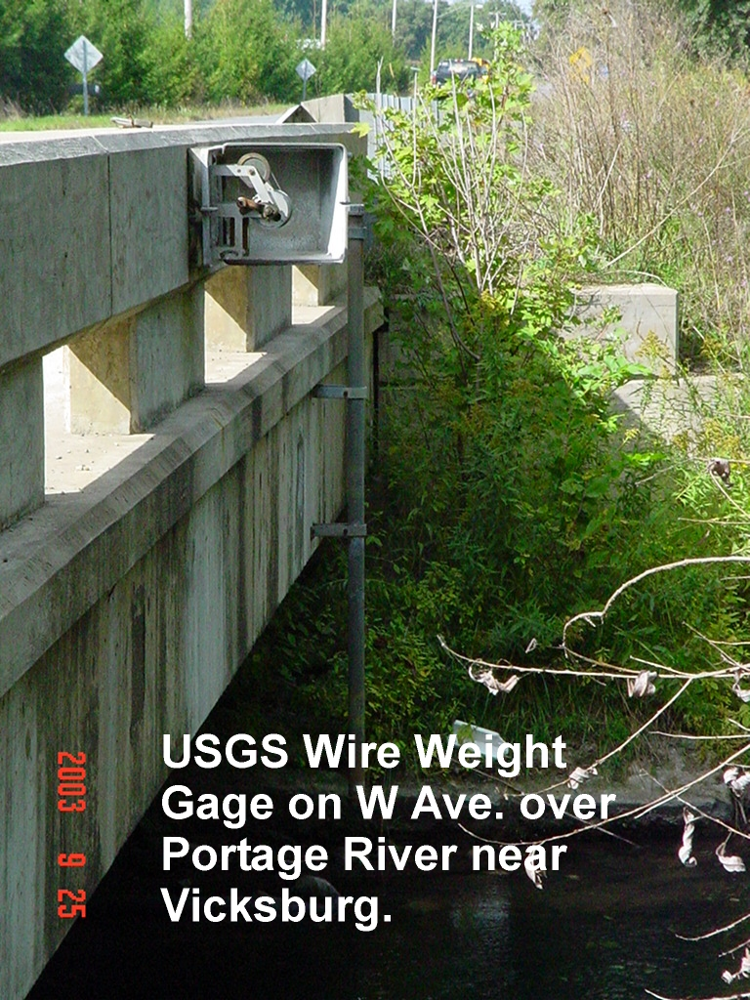 USGS Wire Weight
Gage on W Ave. over
Portage River near
Vicksburg.
2003 9 25